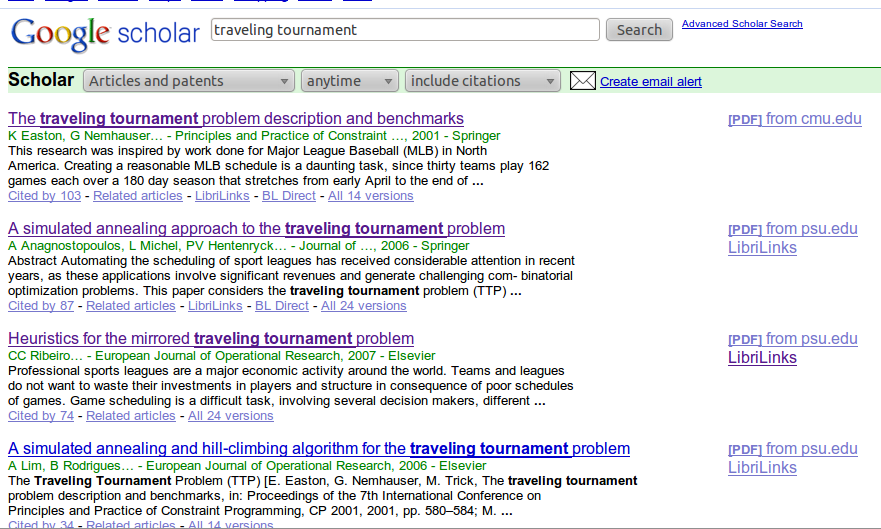 Google scholar
traveling tournament
Search
Advanced Scholar Search
Scholar
Articles and patents
anytime
include citations
Create email alert
The traveling tournament problem description and benchmarks
[PDF] from cmu.edu
K Easton, G Nemhauser... - Principles and Practice of Constraint ..., 2001 - Springer
This research was inspired by work done for Major League Baseball (MLB) in North
America. Creating a reasonable MLB schedule is a daunting task, since thirty teams play 162
games each over a 180 day season that stretches from early April to the end of ...
Cited by 103 - Related articles - LibriLinks - BL Direct - All 14 versions
A simulated annealing approach to the traveling tournament problem
[PDF] from psu.edu
A Anagnostopoulos, L Michel, PV Hentenryck... - Journal of ..., 2006 - Springer
LibriLinks
Abstract Automating the scheduling of sport leagues has received considerable attention in recent
years, as these applications involve significant revenues and generate challenging com- binatorial
optimization problems. This paper considers the traveling tournament problem (TTP) ...
Cited by 87 - Related articles - LibriLinks - BL Direct - All 24 versions
Heuristics for the mirrored traveling tournament problem
[PDF] from psu.edu
CC Ribeiro... - European Journal of Operational Research, 2007 - Elsevier
LibriLinks
Professional sports leagues are a major economic activity around the world. Teams and leagues
do not want to waste their investments in players and structure in consequence of poor schedules
of games. Game scheduling is a difficult task, involving several decision makers, different ...
Cited by 74 - Related articles - All 24 versions
A simulated annealing and hill-climbing algorithm for the traveling tournament problem
[PDF] from psu.edu
A Lim, B Rodrigues... - European Journal of Operational Research, 2006 - Elsevier
LibriLinks
The Traveling Tournament Problem (TTP) [E. Easton, G. Nemhauser, M. Trick, The traveling tournament
problem description and benchmarks, in: Proceedings of the 7th International Conference on
Principles and Practice of Constraint Programming, CP 2001, 2001, pp. 580–584; M. ...
Cited by 34 - Related articles - All 14 versions